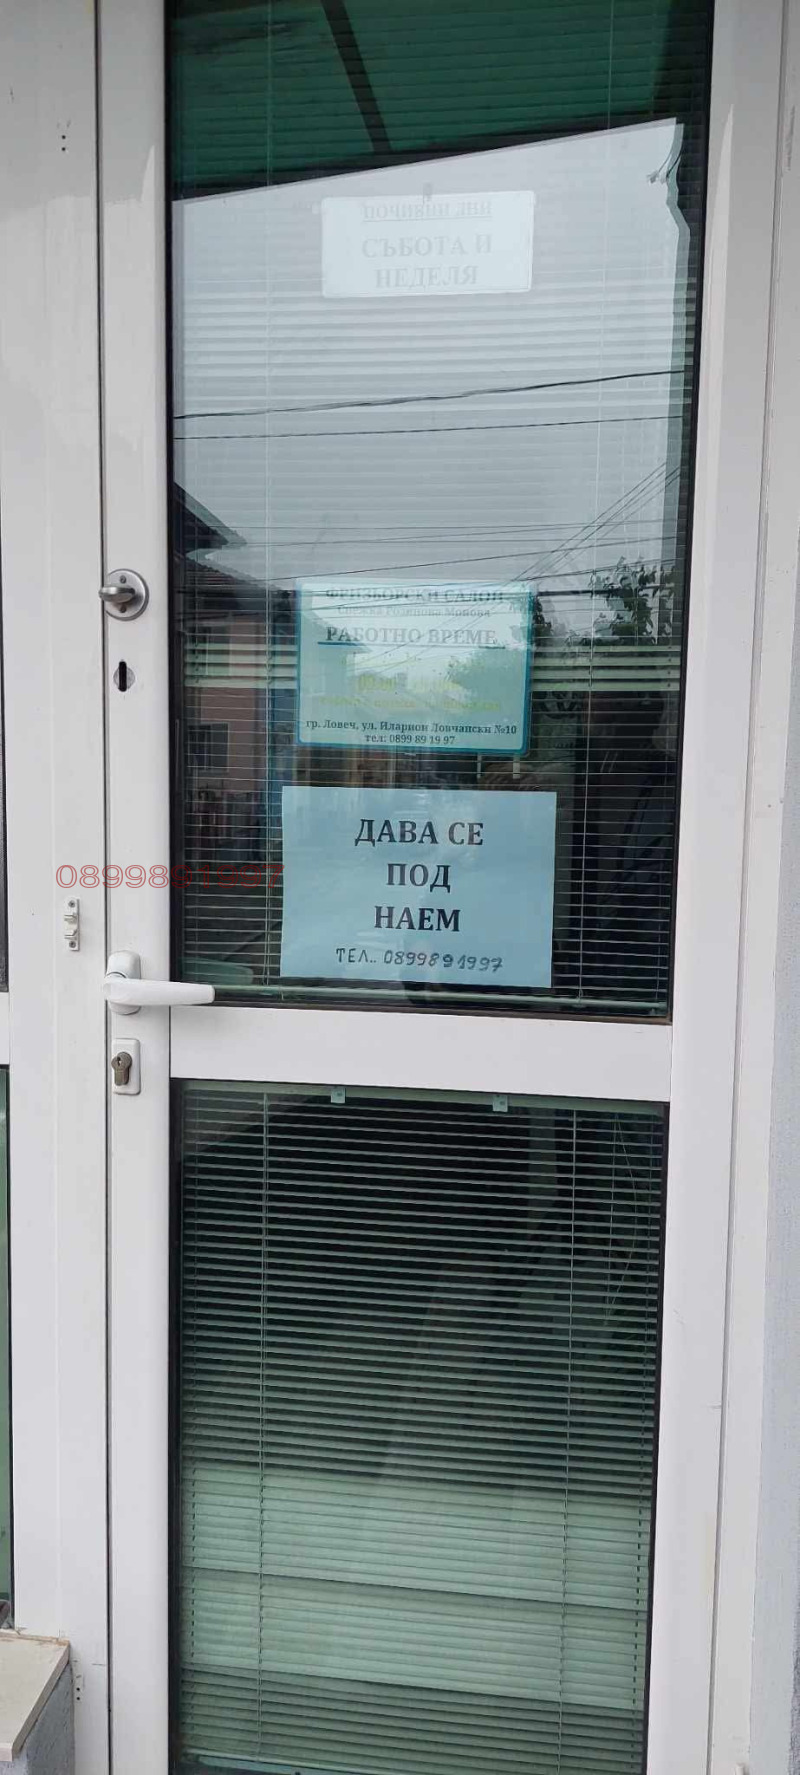 ПОЧИВНИ ДНИ
СЪБОТА И
НЕДЕЛЯ
ФРИЗЬОРСКИ САЛОН
РАБОТНО ВРЕМЕ
гр. Ловеч, ул. Иларион Ловчански №10
тел: 0899 89 19 97
ДАВА СЕ
ПОД
НАЕМ
ТЕЛ.. 0899891997
0899891997